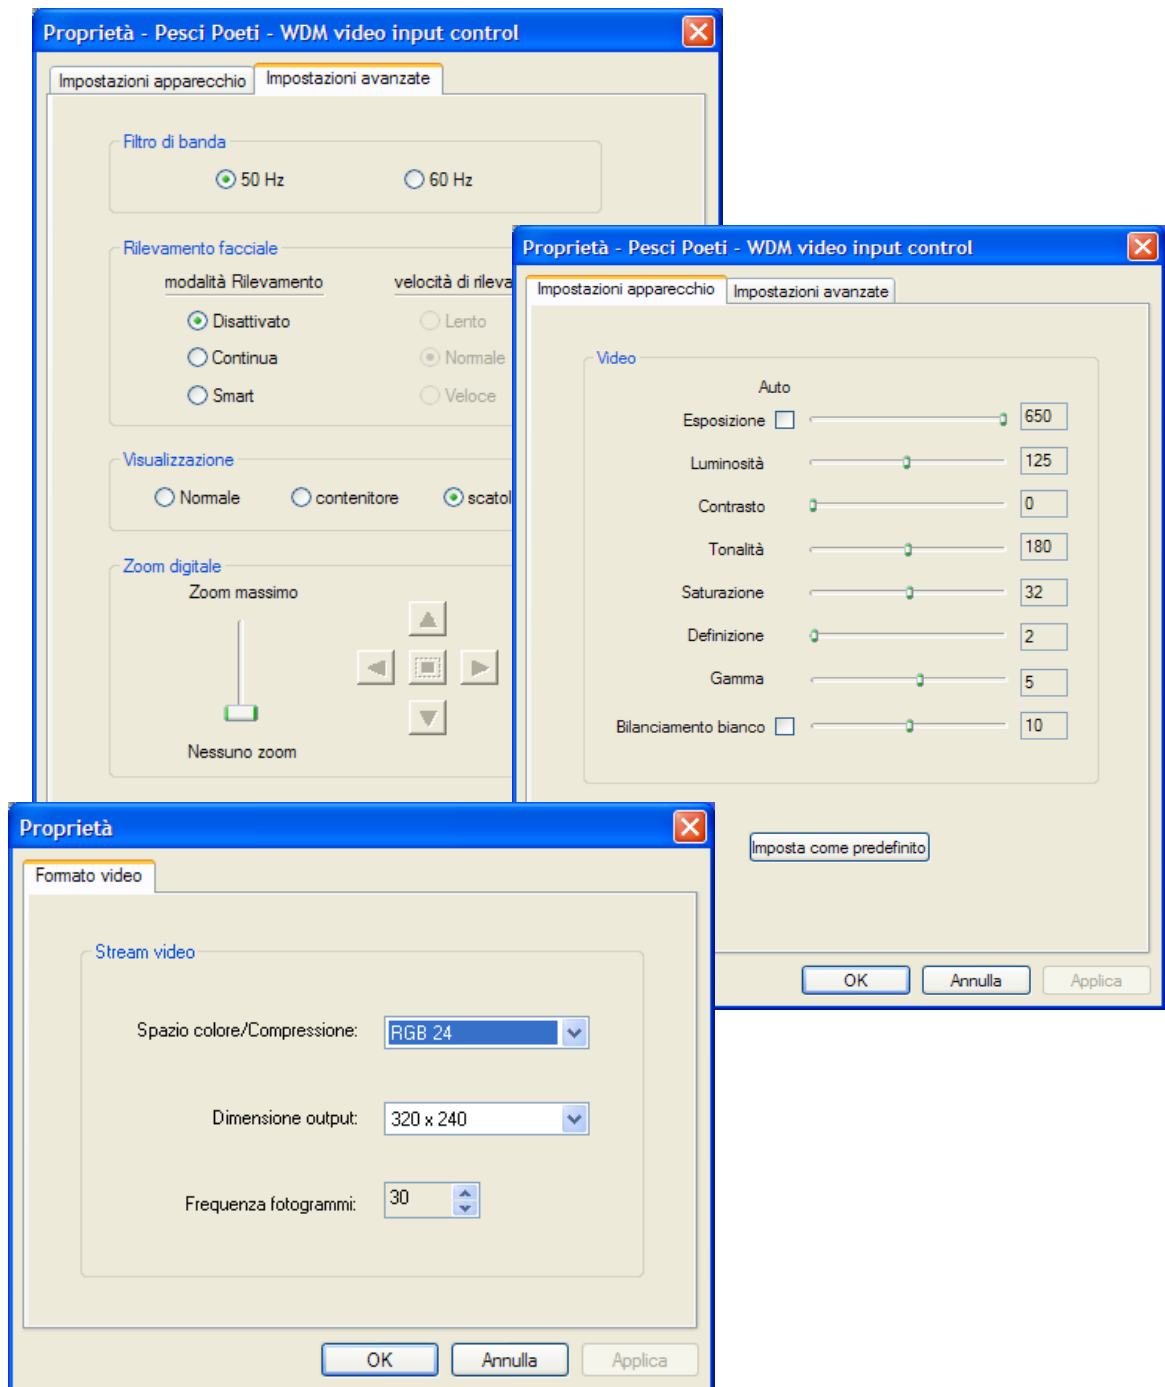 Proprietà - Pesci Poeti - WDM video input control
Impostazioni apparecchio Impostazioni avanzate
Filtro di banda
50 Hz 60 Hz
Rilevamento facciale
modalità Rilevamento velocità di
Disattivato Lento
Continua Normale
Smart Veloce
Visualizzazione
Normale contenitore
Zoom digitale
Zoom massimo
Nessuno zoom
Proprietà - Pesci Poeti - WDM video input control
Impostazioni apparecchio Impostazioni avanzate
Video
Auto
Esposizione 650
Luminosità 125
Contrasto 0
Tonalità 180
Saturazione 32
Definizione 2
Gamma 5
Bilanciamento bianco 10
Imposta come predefinito
OK Annulla Applica
Proprietà
Formato video
Stream video
Spazio colore/Compressione: RGB 24
Dimensione output: 320 x 240
Frequenza fotogrammi: 30
OK Annulla Applica